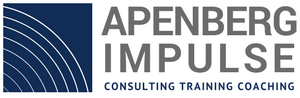 APENBERG
IMPULSE
CONSULTING TRAINING COACHING